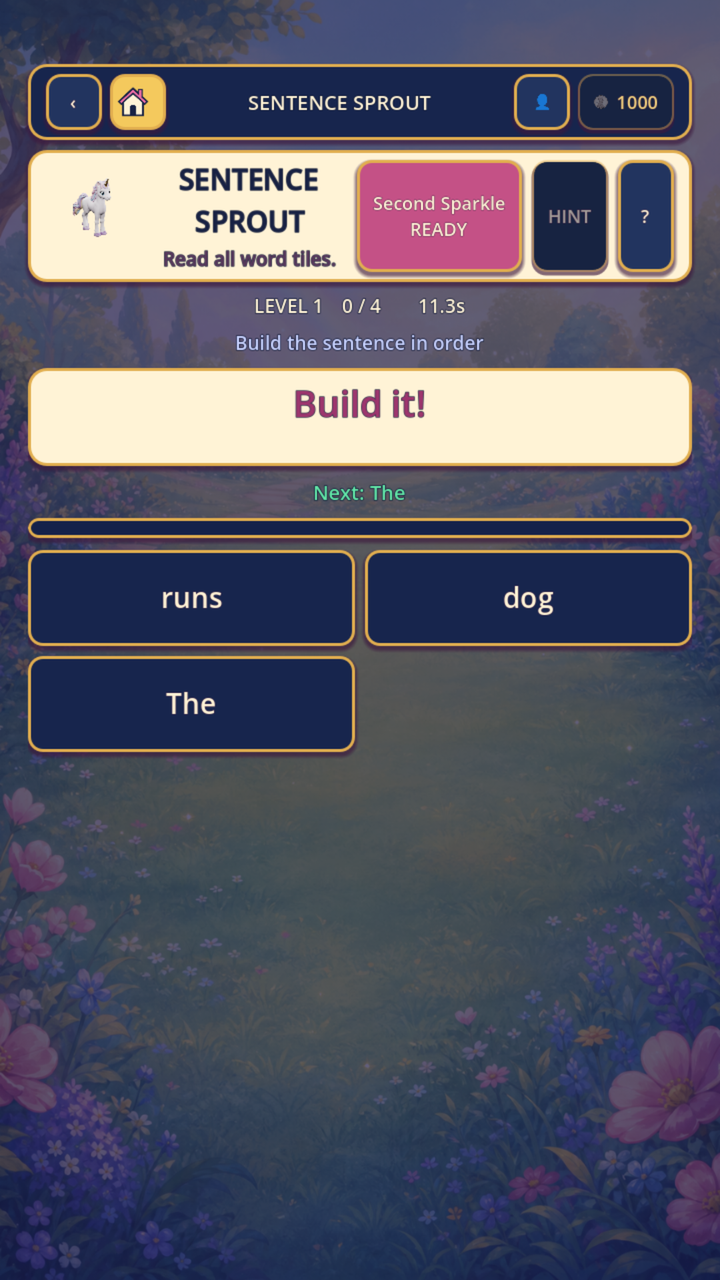 ‹
SENTENCE SPROUT
1000
SENTENCE
SPROUT
Read all word tiles.
Second Sparkle
READY
HINT
?
LEVEL 1 0 / 4 11.3s
Build the sentence in order
Build it!
Next: The
runs
dog
The